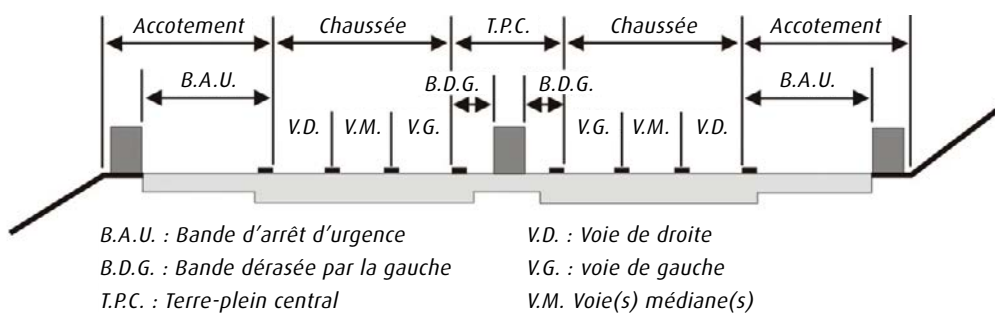 Accotement Chaussée T.P.C. Chaussée Accotement
B.A.U. B.D.G. B.D.G. B.A.U.
V.D. V.M. V.G. V.G. V.M. V.D.
B.A.U. : Bande d'arrêt d'urgence
B.D.G. : Bande dérasée par la gauche
T.P.C. : Terre-plein central
V.D. : Voie de droite
V.G. : voie de gauche
V.M. Voie(s) médiane(s)